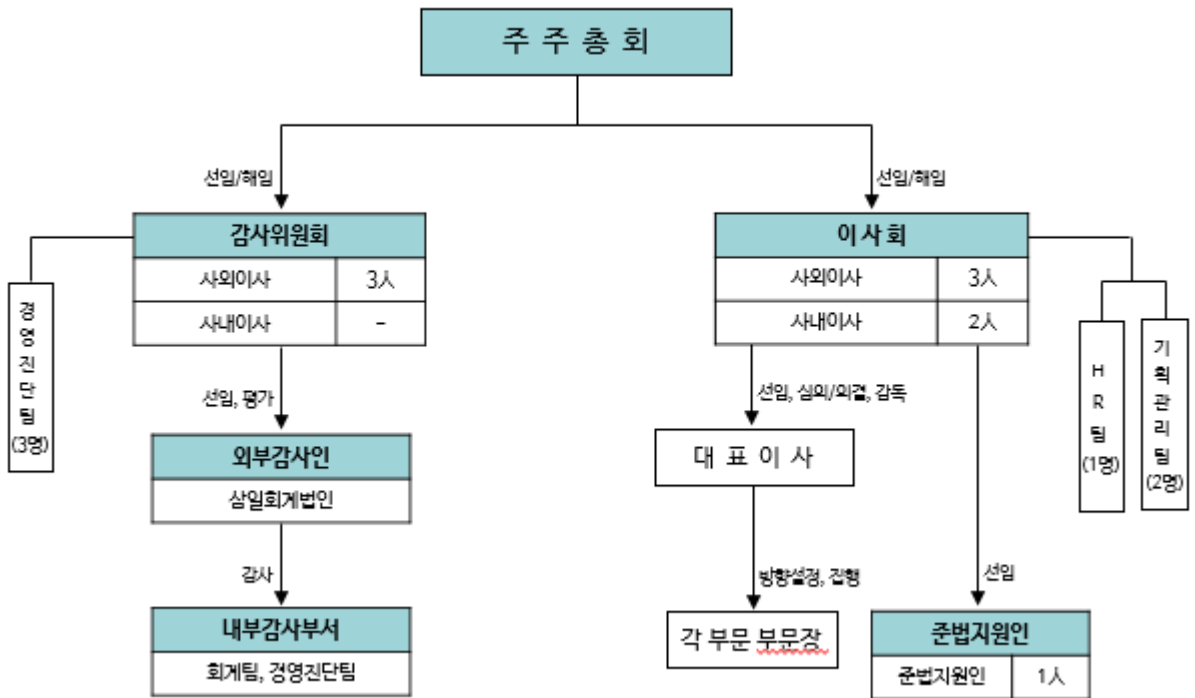 주 주 총 회
선임/해임
선임/해임
감사위원회
사외이사 3人
사내이사 -
이 사 회
사외이사 3人
사내이사 2人
경
영
진
단
팀
(3명)
H
R
팀
(1명)
기
획
관
리
팀
(2명)
선임, 평가
선임, 심의/의결, 감독
외부감사인
삼일회계법인
대 표 이 사
감사
방향설정, 집행
선임
내부감사부서
회계팀, 경영진단팀
각 부문 부문장
준법지원인
준법지원인 1人